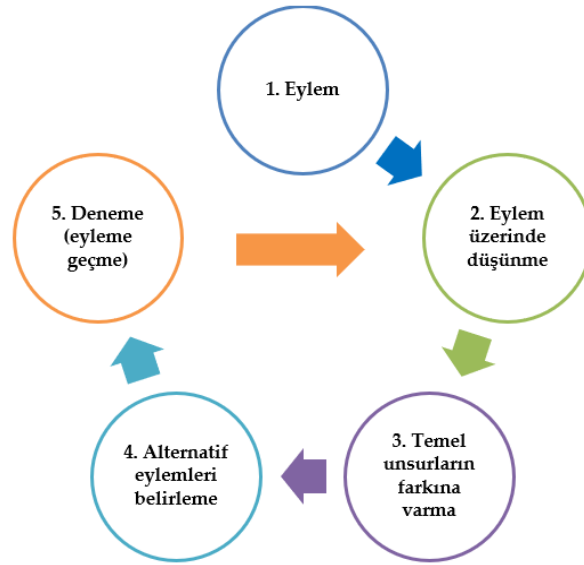 1. Eylem
2. Eylem
üzerinde
düşünme
3. Temel
unsurların
farkına
varma
4. Alternatif
eylemleri
belirleme
5. Deneme
(eyleme
geçme)